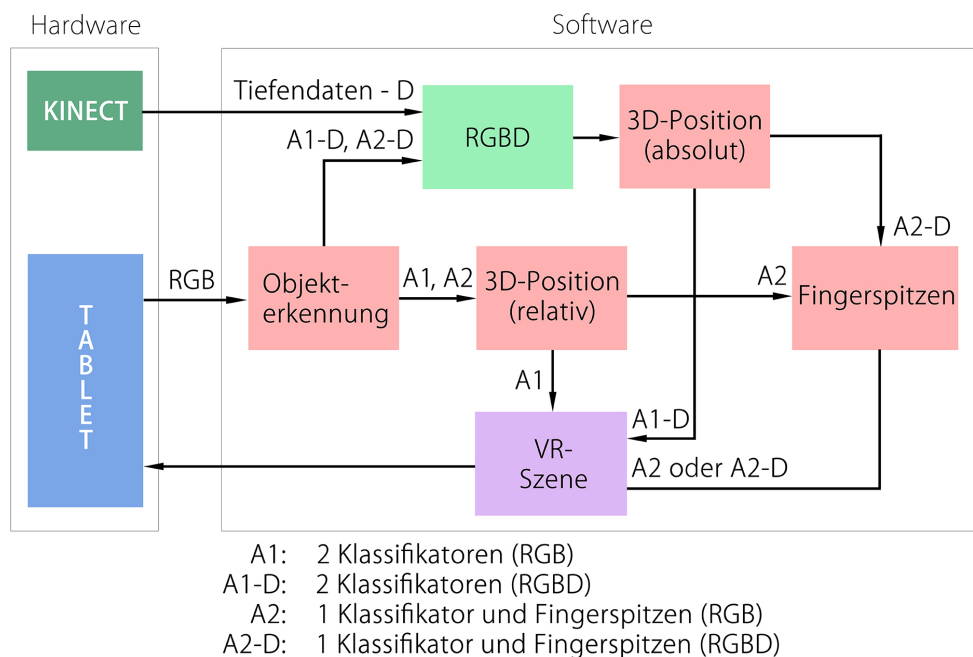 Hardware
Software
KINECT
Tiefendaten - D
RGBD
3D-Position
(absolut)
A1-D, A2-D
A2-D
RGB
Objekt-
erkennung
A1, A2
3D-Position
(relativ)
A2
Fingerspitzen
TABLET
A1
A1-D
VR-
Szene
A2 oder A2-D
A1: 2 Klassifikatoren (RGB)
A1-D: 2 Klassifikatoren (RGBD)
A2: 1 Klassifikator und Fingerspitzen (RGB)
A2-D: 1 Klassifikator und Fingerspitzen (RGBD)